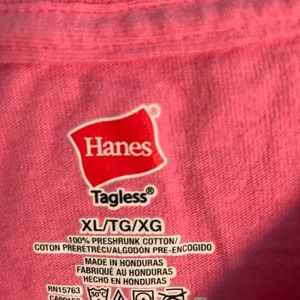 Hanes
Tagless®
XL/TG/XG
100% PRESHRUNK COTTON/
COTON PRÉRÉTRÉCI/ALGODÓN PRE-ENCOGIDO
MADE IN HONDURAS
FABRIQUÉ AU HONDURAS
HECHO EN HONDURAS
RN15763